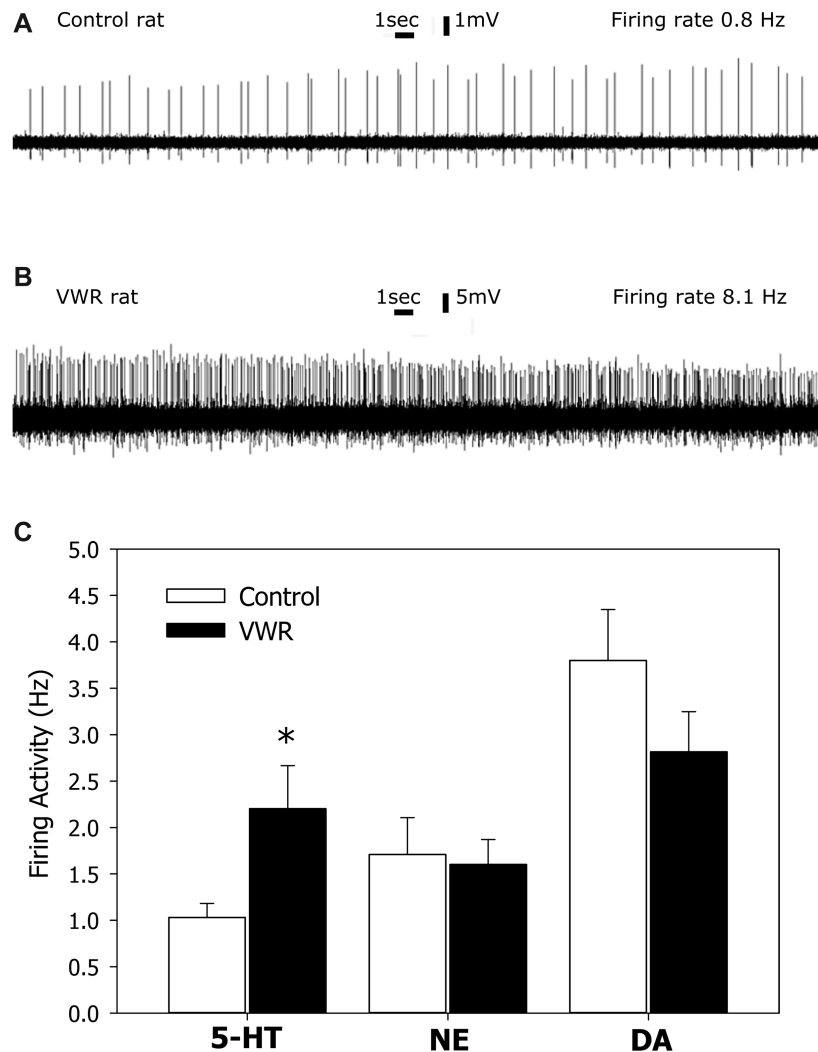 A Control rat 1sec 1mV Firing rate 0.8 Hz
B
VWR rat 1sec 5mV Firing rate 8.1 Hz
C
5.0
4.5
4.0
3.5
3.0
2.5
2.0
1.5
1.0
0.5
0.0
Firing Activity (Hz)
Control
VWR
*
5-HT NE DA